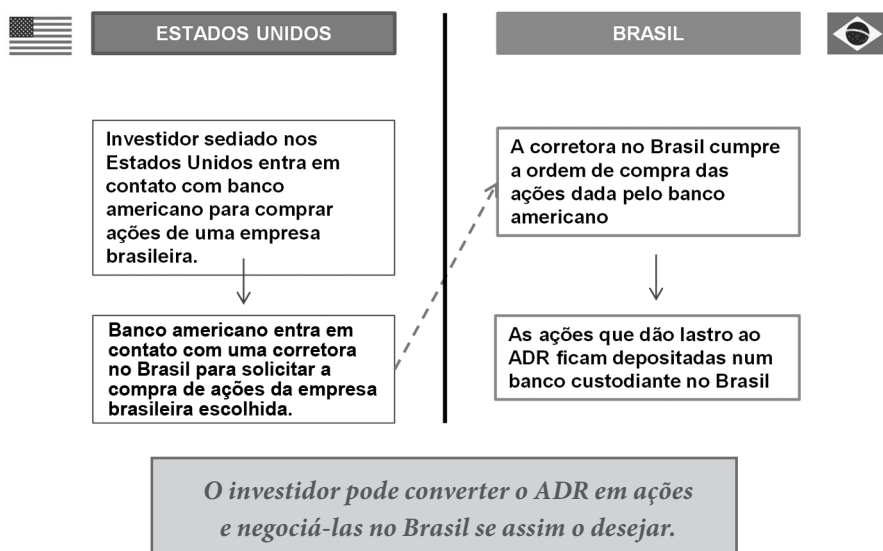 ESTADOS UNIDOS
Investidor sediado nos
Estados Unidos entra em
contato com banco
americano para comprar
ações de uma empresa
brasileira.
Banco americano entra em
contato com uma corretora
no Brasil para solicitar a
compra de ações da empresa
brasileira escolhida.
BRASIL
A corretora no Brasil cumpre
a ordem de compra das
ações dada pelo banco
americano
As ações que dão lastro ao
ADR ficam depositadas num
banco custodiante no Brasil
O investidor pode converter o ADR em ações
e negociá-las no Brasil se assim o desejar.